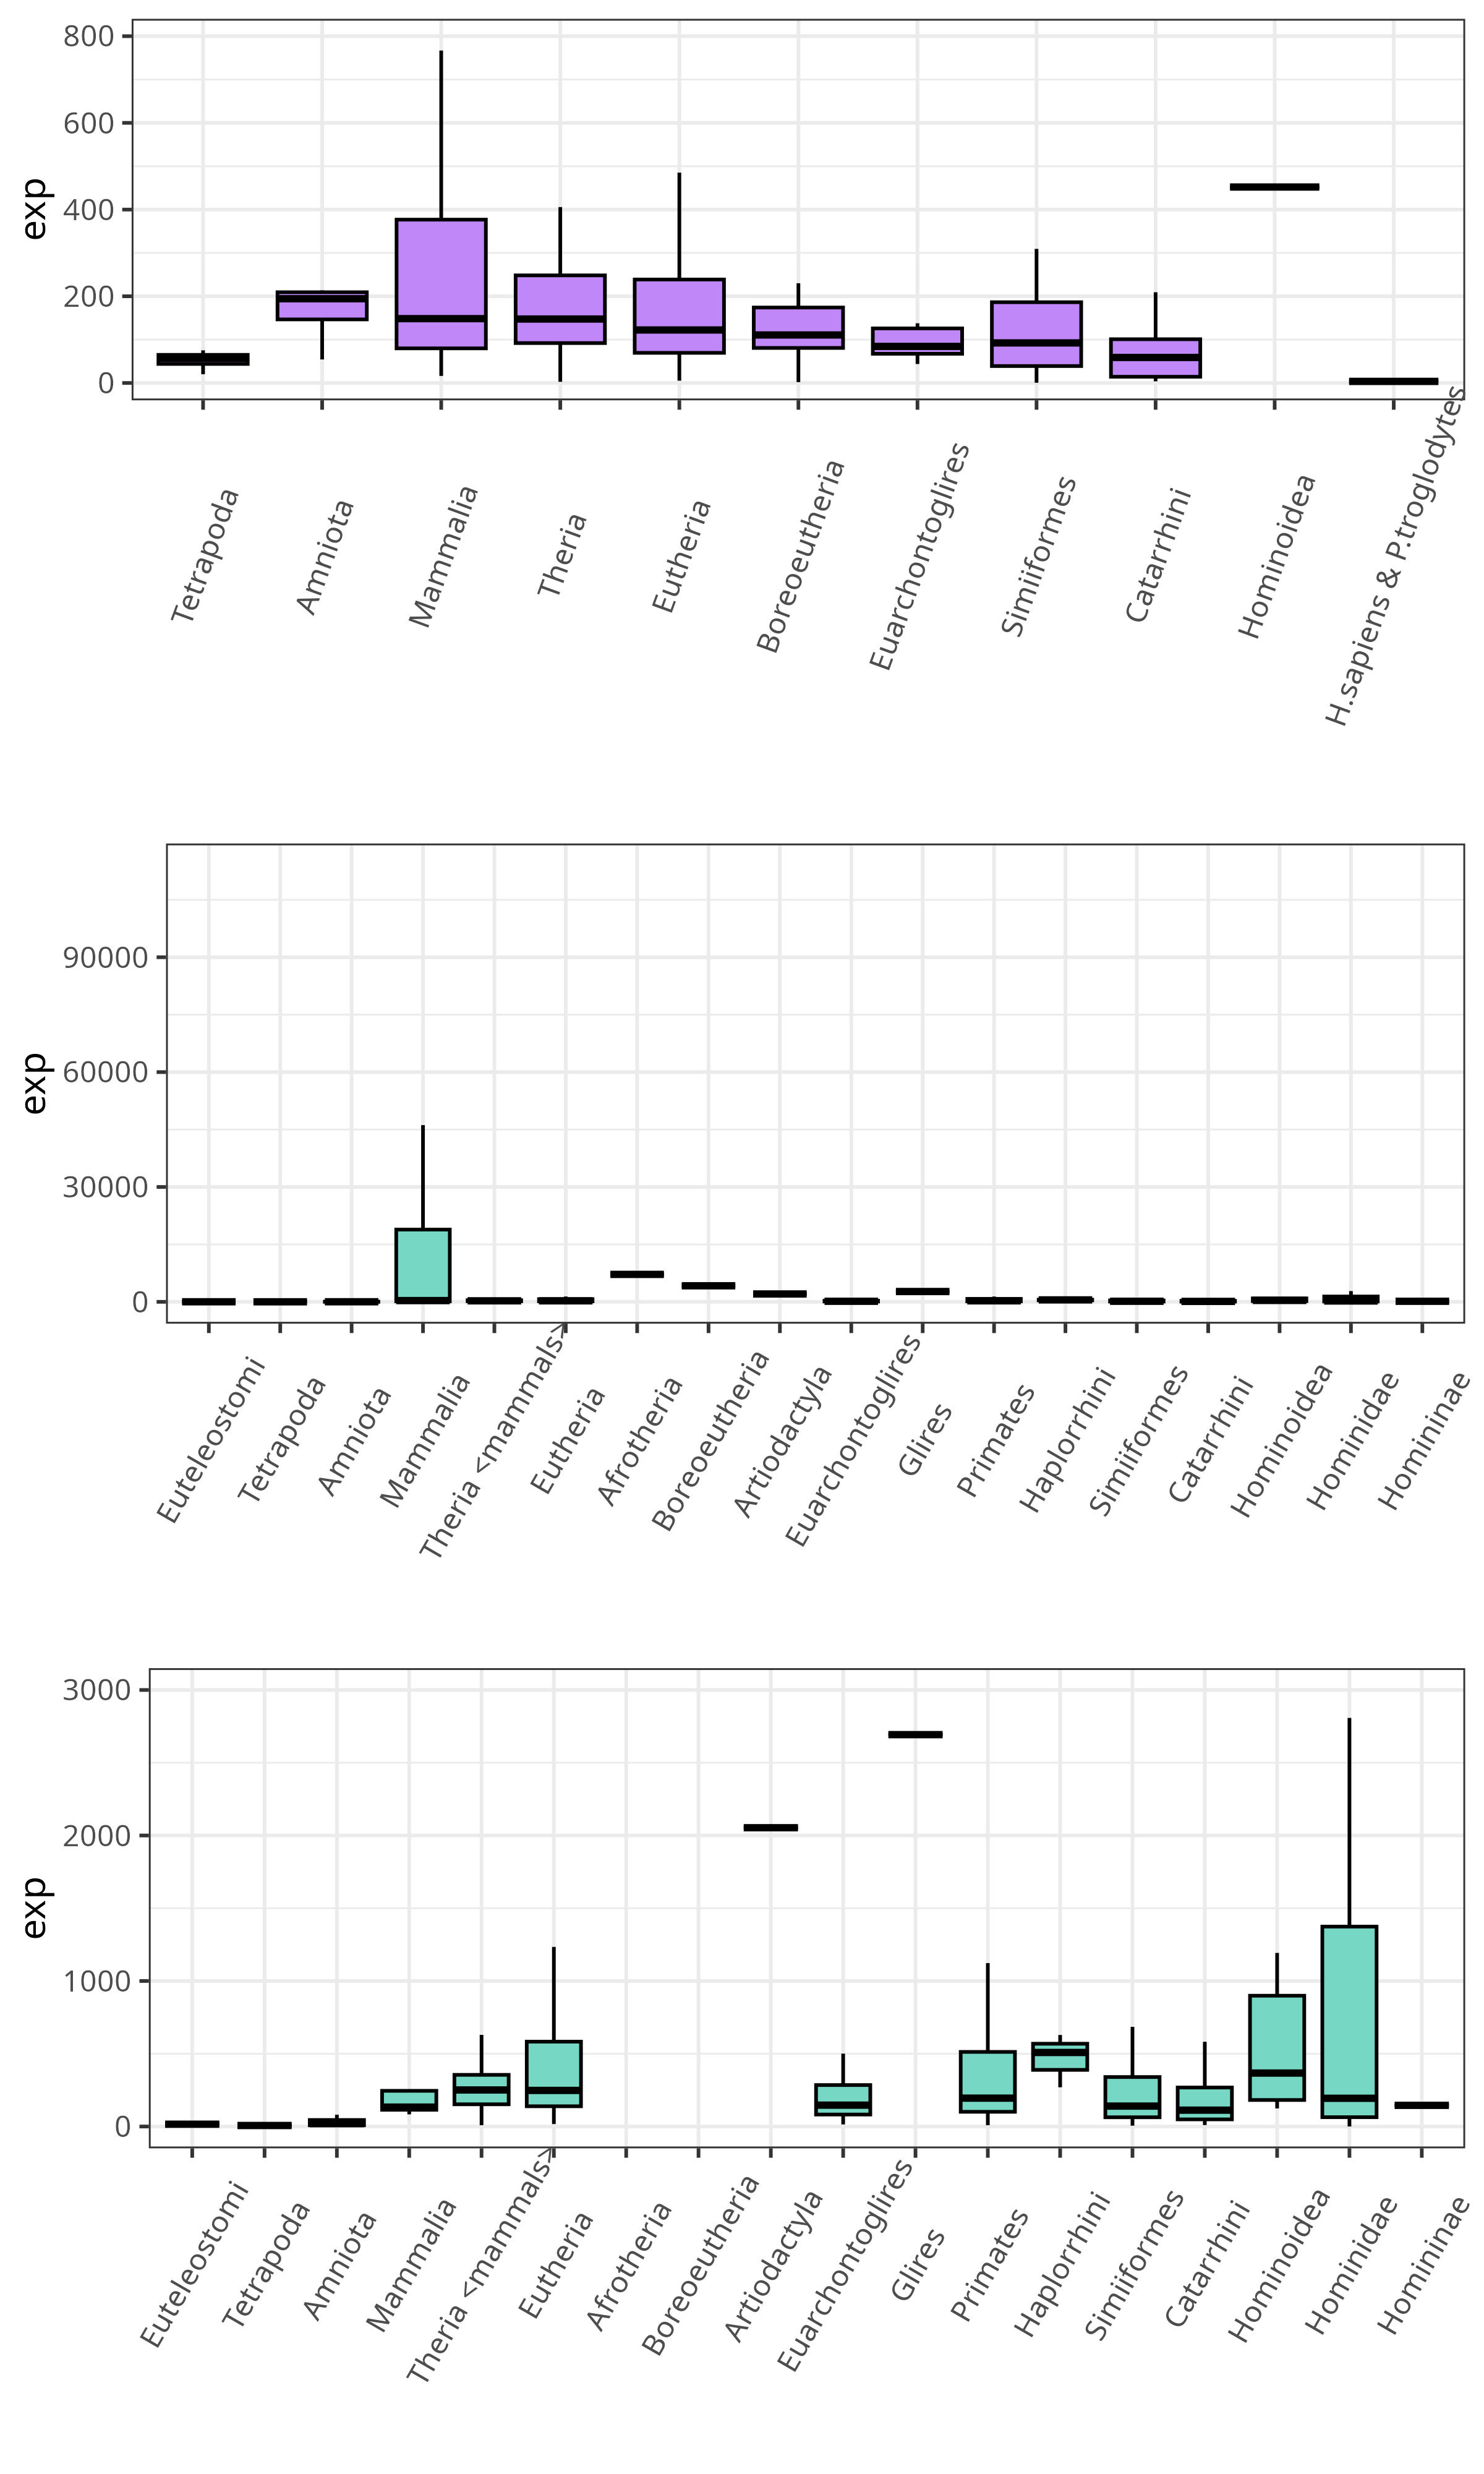 800
600
400
200
0
exp
Tetrapoda
Amniota
Mammalia
Theria
Eutheria
Boreoeutheria
Euarchontoglires
Simiiformes
Catarrhini
Hominoidea
H.sapiens & P.troglodytes
90000
60000
30000
0
exp
Euteleostomi
Tetrapoda
Amniota
Mammalia
Theria <mammals>
Eutheria
Afrotheria
Boreoeutheria
Artiodactyla
Euarchontoglires
Glires
Primates
Haplorrhini
Simiiformes
Catarrhini
Hominoidea
Hominidae
Homininae
3000
2000
1000
0
exp
Euteleostomi
Tetrapoda
Amniota
Mammalia
Theria <mammals>
Eutheria
Afrotheria
Boreoeutheria
Artiodactyla
Euarchontoglires
Glires
Primates
Haplorrhini
Simiiformes
Catarrhini
Hominoidea
Hominidae
Homininae